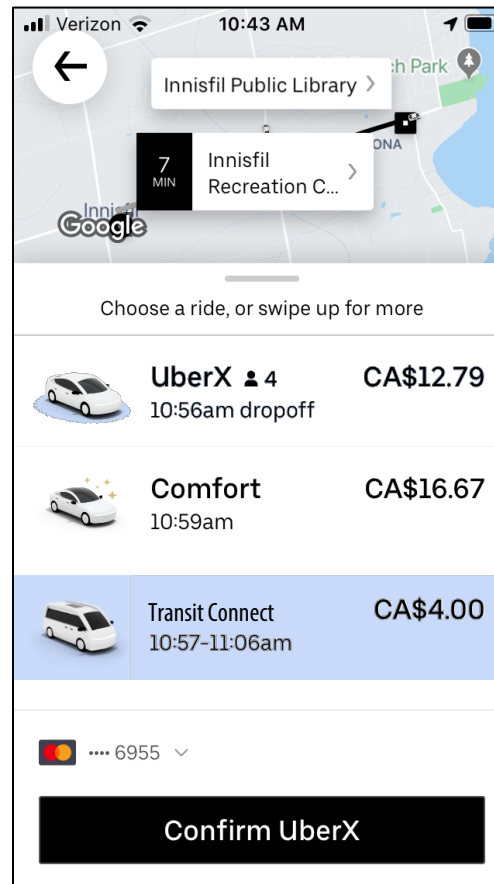 Verizon
10:43 AM
ch Park
Innisfil Public Library
ONA
7
MIN
Innisfil
Recreation C...
Innisfil
Google
Choose a ride, or swipe up for more
UberX 4
CA$12.79
10:56am dropoff
Comfort
CA$16.67
10:59am
Transit Connect
CA$4.00
10:57-11:06am
•••• 6955
Confirm UberX